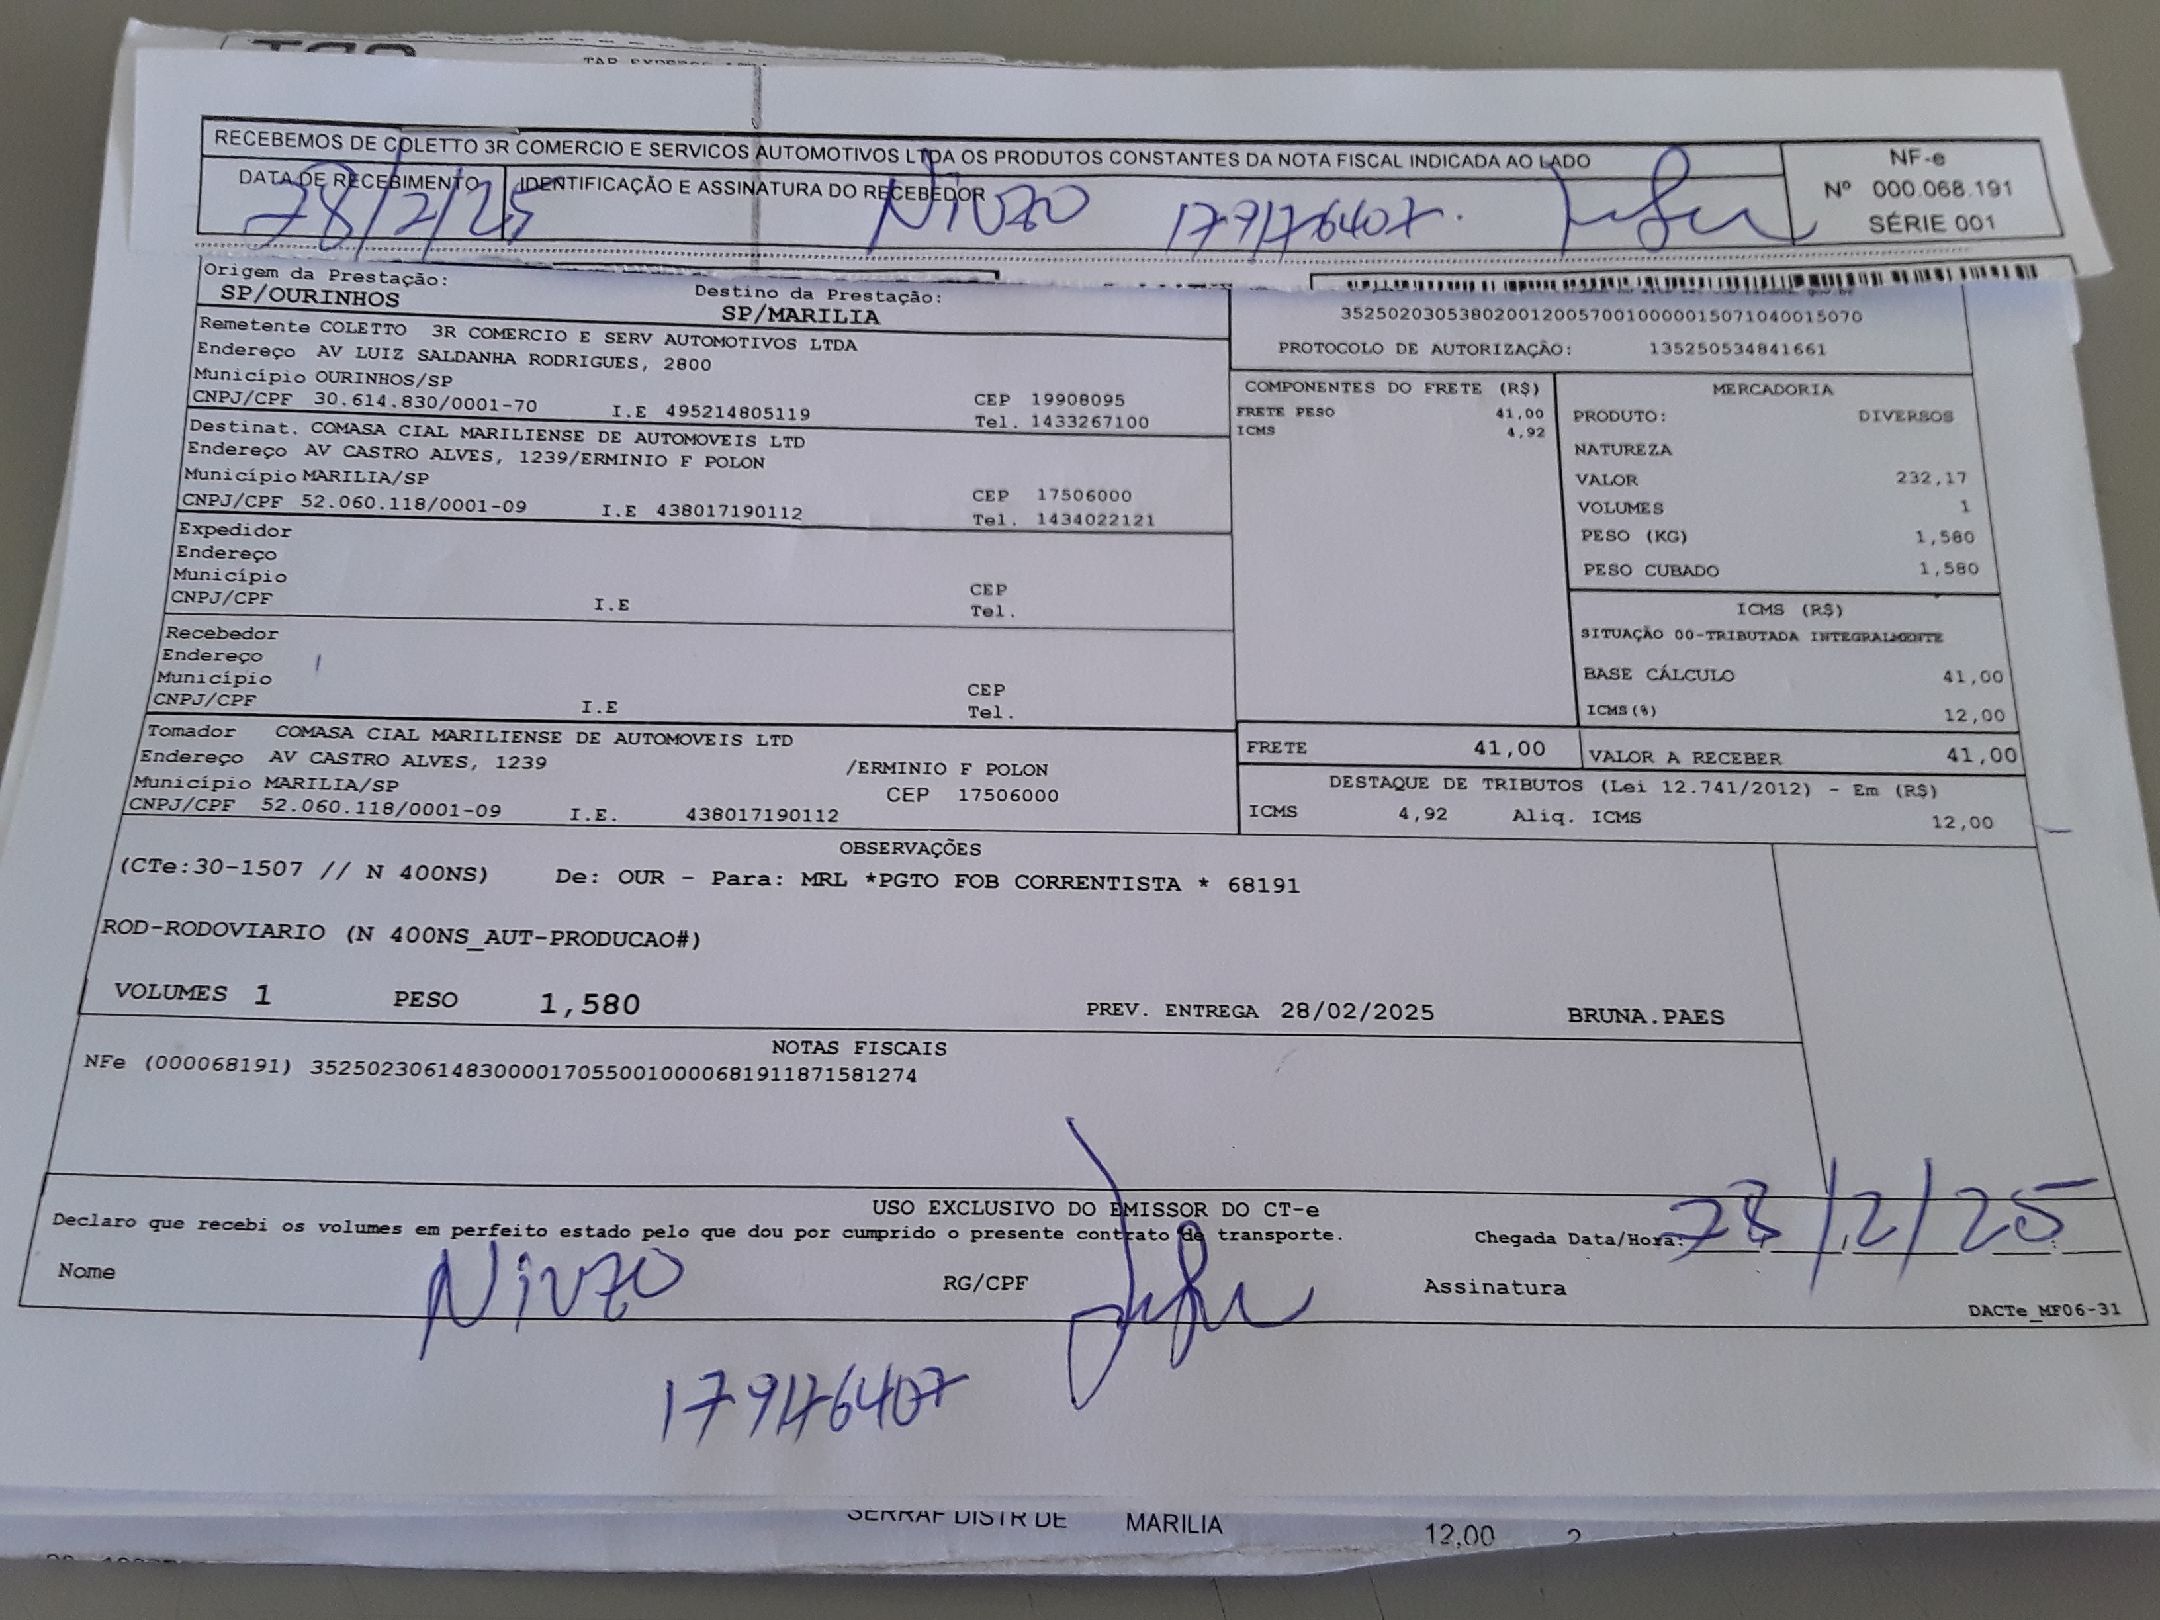 TAP EXPRESS
RECEBEMOS DE COLETTO 3R COMERCIO E SERVICOS AUTOMOTIVOS LTDA OS PRODUTOS CONSTANTES DA NOTA FISCAL INDICADA AO LADO
NF-e
Nº 000.068.191
SÉRIE 001
DATA DE RECEBIMENTO
28/2/25
IDENTIFICAÇÃO E ASSINATURA DO RECEBEDOR
Nivzo 179176407
Origem da Prestação:
SP/OURINHOS
Destino da Prestação:
SP/MARILIA
35250203053802001200570010000015071040015070
PROTOCOLO DE AUTORIZAÇÃO: 135250534841661
Remetente COLETTO 3R COMERCIO E SERV AUTOMOTIVOS LTDA
Endereço AV LUIZ SALDANHA RODRIGUES, 2800
Município OURINHOS/SP CEP 19908095
CNPJ/CPF 30.614.830/0001-70 I.E 495214805119 Tel. 1433267100
Destinat. COMASA CIAL MARILIENSE DE AUTOMOVEIS LTD
Endereço AV CASTRO ALVES, 1239/ERMINIO F POLON
Município MARILIA/SP CEP 17506000
CNPJ/CPF 52.060.118/0001-09 I.E 438017190112 Tel. 1434022121
Expedidor
Endereço
Município CEP
CNPJ/CPF I.E Tel.
Recebedor
Endereço
Município CEP
CNPJ/CPF I.E Tel.
Tomador COMASA CIAL MARILIENSE DE AUTOMOVEIS LTD
Endereço AV CASTRO ALVES, 1239 /ERMINIO F POLON
Município MARILIA/SP CEP 17506000
CNPJ/CPF 52.060.118/0001-09 I.E. 438017190112
COMPONENTES DO FRETE (R$)
FRETE PESO 41,00
ICMS 4,92
MERCADORIA
PRODUTO: DIVERSOS
NATUREZA
VALOR 232,17
VOLUMES 1
PESO (KG) 1,580
PESO CUBADO 1,580
ICMS (R$)
SITUAÇÃO 00-TRIBUTADA INTEGRALMENTE
BASE CÁLCULO 41,00
ICMS(%) 12,00
FRETE 41,00 VALOR A RECEBER 41,00
DESTAQUE DE TRIBUTOS (Lei 12.741/2012) - Em (R$)
ICMS 4,92 Aliq. ICMS 12,00
OBSERVAÇÕES
(CTe:30-1507 // N 400NS) De: OUR - Para: MRL *PGTO FOB CORRENTISTA * 68191
ROD-RODOVIARIO (N 400NS_AUT-PRODUCAO#)
VOLUMES 1 PESO 1,580 PREV. ENTREGA 28/02/2025 BRUNA.PAES
NOTAS FISCAIS
NFe (000068191) 35250230614830000170550010000681911871581274
USO EXCLUSIVO DO EMISSOR DO CT-e
Declaro que recebi os volumes em perfeito estado pelo que dou por cumprido o presente contrato de transporte.
Chegada Data/Hora: 28/2/25
Nome Nivzo RG/CPF Assinatura
DACTe_MF06-31
179176407
SERRAF DISTR DE MARILIA 12,00 2